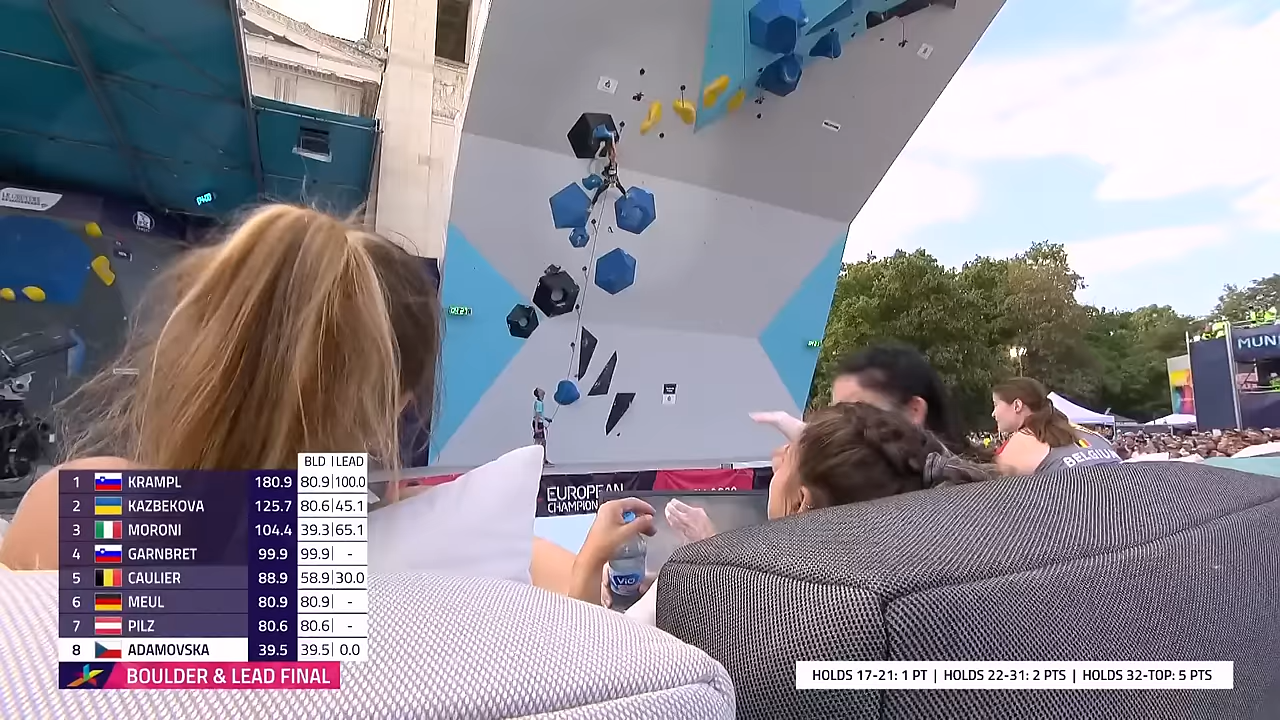 BLD | LEAD
1 KRAMPL 180.9 80.9 | 100.0
2 KAZBEKOVA 125.7 80.6 | 45.1
3 MORONI 104.4 39.3 | 65.1
4 GARNBRET 99.9 99.9 | -
5 CAULIER 88.9 58.9 | 30.0
6 MEUL 80.9 80.9 | -
7 PILZ 80.6 80.6 | -
8 ADAMOVSKA 39.5 39.5 | 0.0
BOULDER & LEAD FINAL
HOLDS 17-21: 1 PT | HOLDS 22-31: 2 PTS | HOLDS 32-TOP: 5 PTS
EUROPEAN
CHAMPION
BELGIUM
MUN
Vio